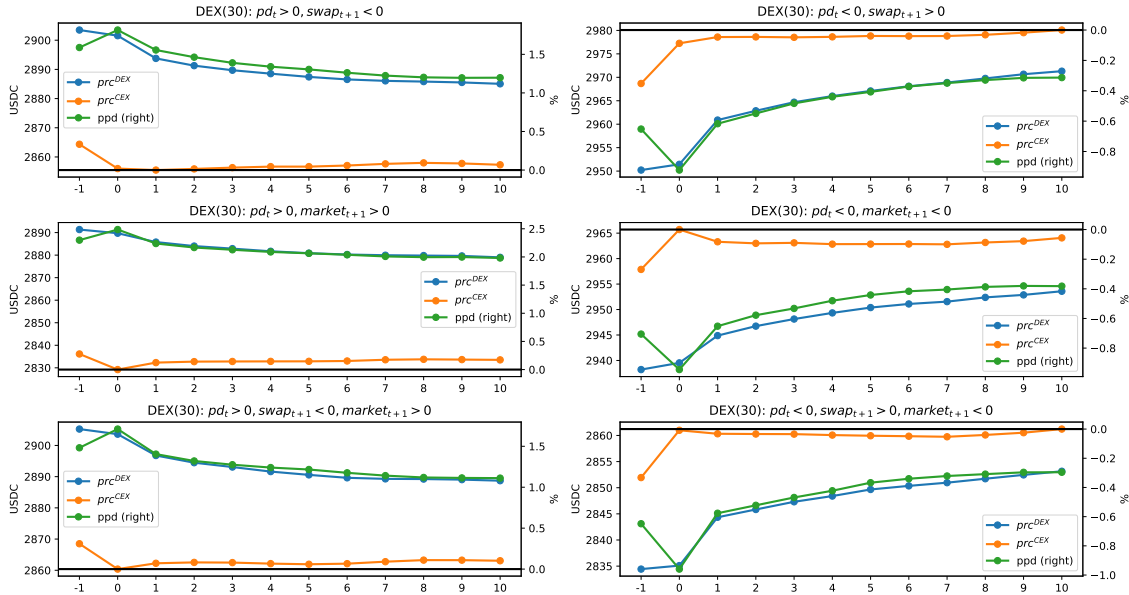 DEX(30): pd_t > 0, swap_{t+1} < 0
2900
2890
2880
2870
2860
USDC
prc^{DEX}
prc^{CEX}
ppd (right)
1.5
1.0
0.5
0.0
%
-1 0 1 2 3 4 5 6 7 8 9 10
DEX(30): pd_t < 0, swap_{t+1} > 0
2980
2975
2970
2965
2960
2955
2950
USDC
prc^{DEX}
prc^{CEX}
ppd (right)
0.0
−0.2
−0.4
−0.6
−0.8
%
-1 0 1 2 3 4 5 6 7 8 9 10
DEX(30): pd_t > 0, market_{t+1} > 0
2890
2880
2870
2860
2850
2840
2830
USDC
prc^{DEX}
prc^{CEX}
ppd (right)
2.5
2.0
1.5
1.0
0.5
0.0
%
-1 0 1 2 3 4 5 6 7 8 9 10
DEX(30): pd_t < 0, market_{t+1} < 0
2965
2960
2955
2950
2945
2940
USDC
prc^{DEX}
prc^{CEX}
ppd (right)
0.0
−0.2
−0.4
−0.6
−0.8
%
-1 0 1 2 3 4 5 6 7 8 9 10
DEX(30): pd_t > 0, swap_{t+1} < 0, market_{t+1} > 0
2900
2890
2880
2870
2860
USDC
prc^{DEX}
prc^{CEX}
ppd (right)
1.5
1.0
0.5
0.0
%
-1 0 1 2 3 4 5 6 7 8 9 10
DEX(30): pd_t < 0, swap_{t+1} > 0, market_{t+1} < 0
2860
2855
2850
2845
2840
2835
USDC
prc^{DEX}
prc^{CEX}
ppd (right)
0.0
−0.2
−0.4
−0.6
−0.8
−1.0
%
-1 0 1 2 3 4 5 6 7 8 9 10